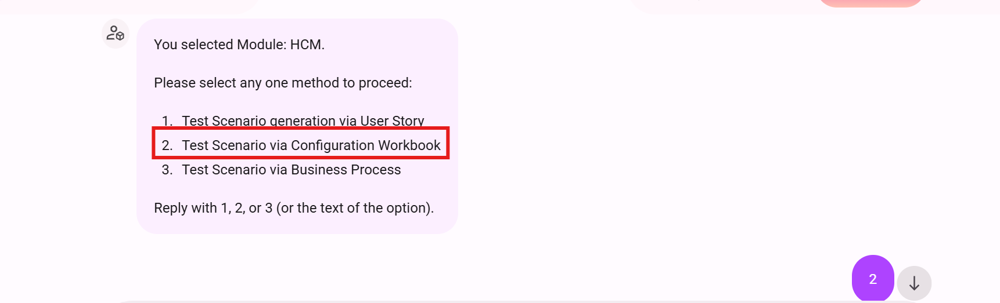 You selected Module: HCM.
Please select any one method to proceed:
1. Test Scenario generation via User Story
2. Test Scenario via Configuration Workbook
3. Test Scenario via Business Process
Reply with 1, 2, or 3 (or the text of the option).
2